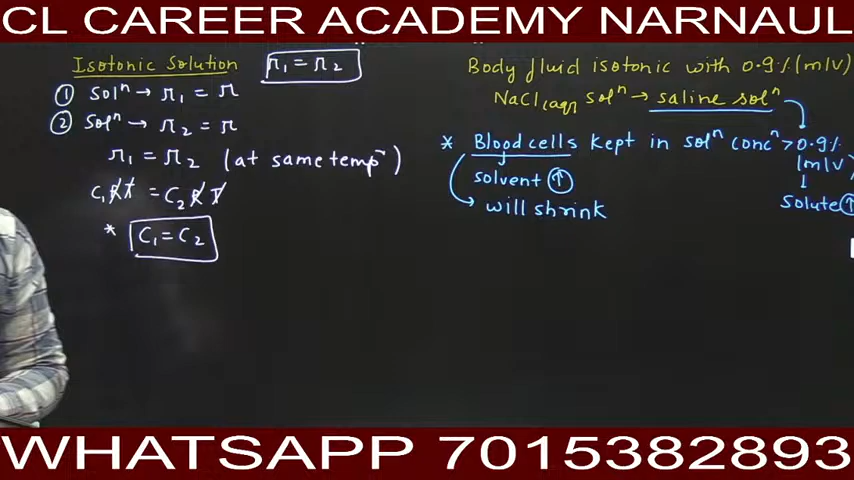 CL CAREER ACADEMY NARNAUL
Isotonic Solution
π₁ = π₂
① Solⁿ → π₁ = π
② Solⁿ → π₂ = π
π₁ = π₂ (at same tempʳ)
C₁RT = C₂RT
* C₁ = C₂
Body fluid isotonic with 0.9% (m/v)
NaCl(aq) solⁿ → saline solⁿ
* Blood cells kept in solⁿ concⁿ > 0.9%
(m/v)
solvent ↑
Solute ↑
will shrink
WHATSAPP 7015382893